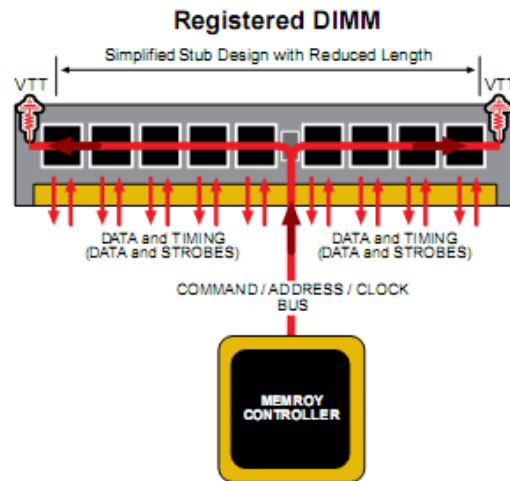 Registered DIMM
Simplified Stub Design with Reduced Length
VTT
VTT
DATA and TIMING
(DATA and STROBES)
DATA and TIMING
(DATA and STROBES)
COMMAND / ADDRESS / CLOCK
BUS
MEMROY
CONTROLLER